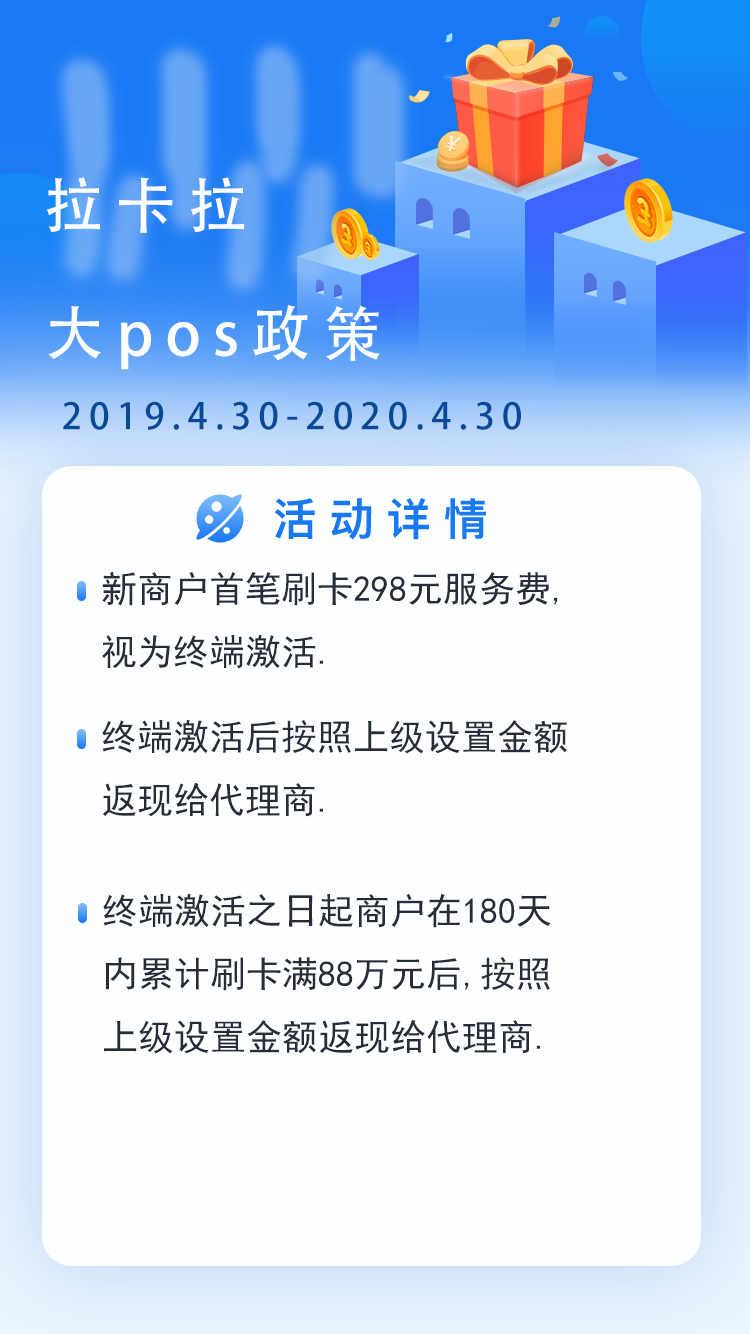 拉卡拉
大pos政策
2019.4.30-2020.4.30
活动详情
新商户首笔刷卡298元服务费,
视为终端激活.
终端激活后按照上级设置金额
返现给代理商.
终端激活之日起商户在180天
内累计刷卡满88万元后,按照
上级设置金额返现给代理商.